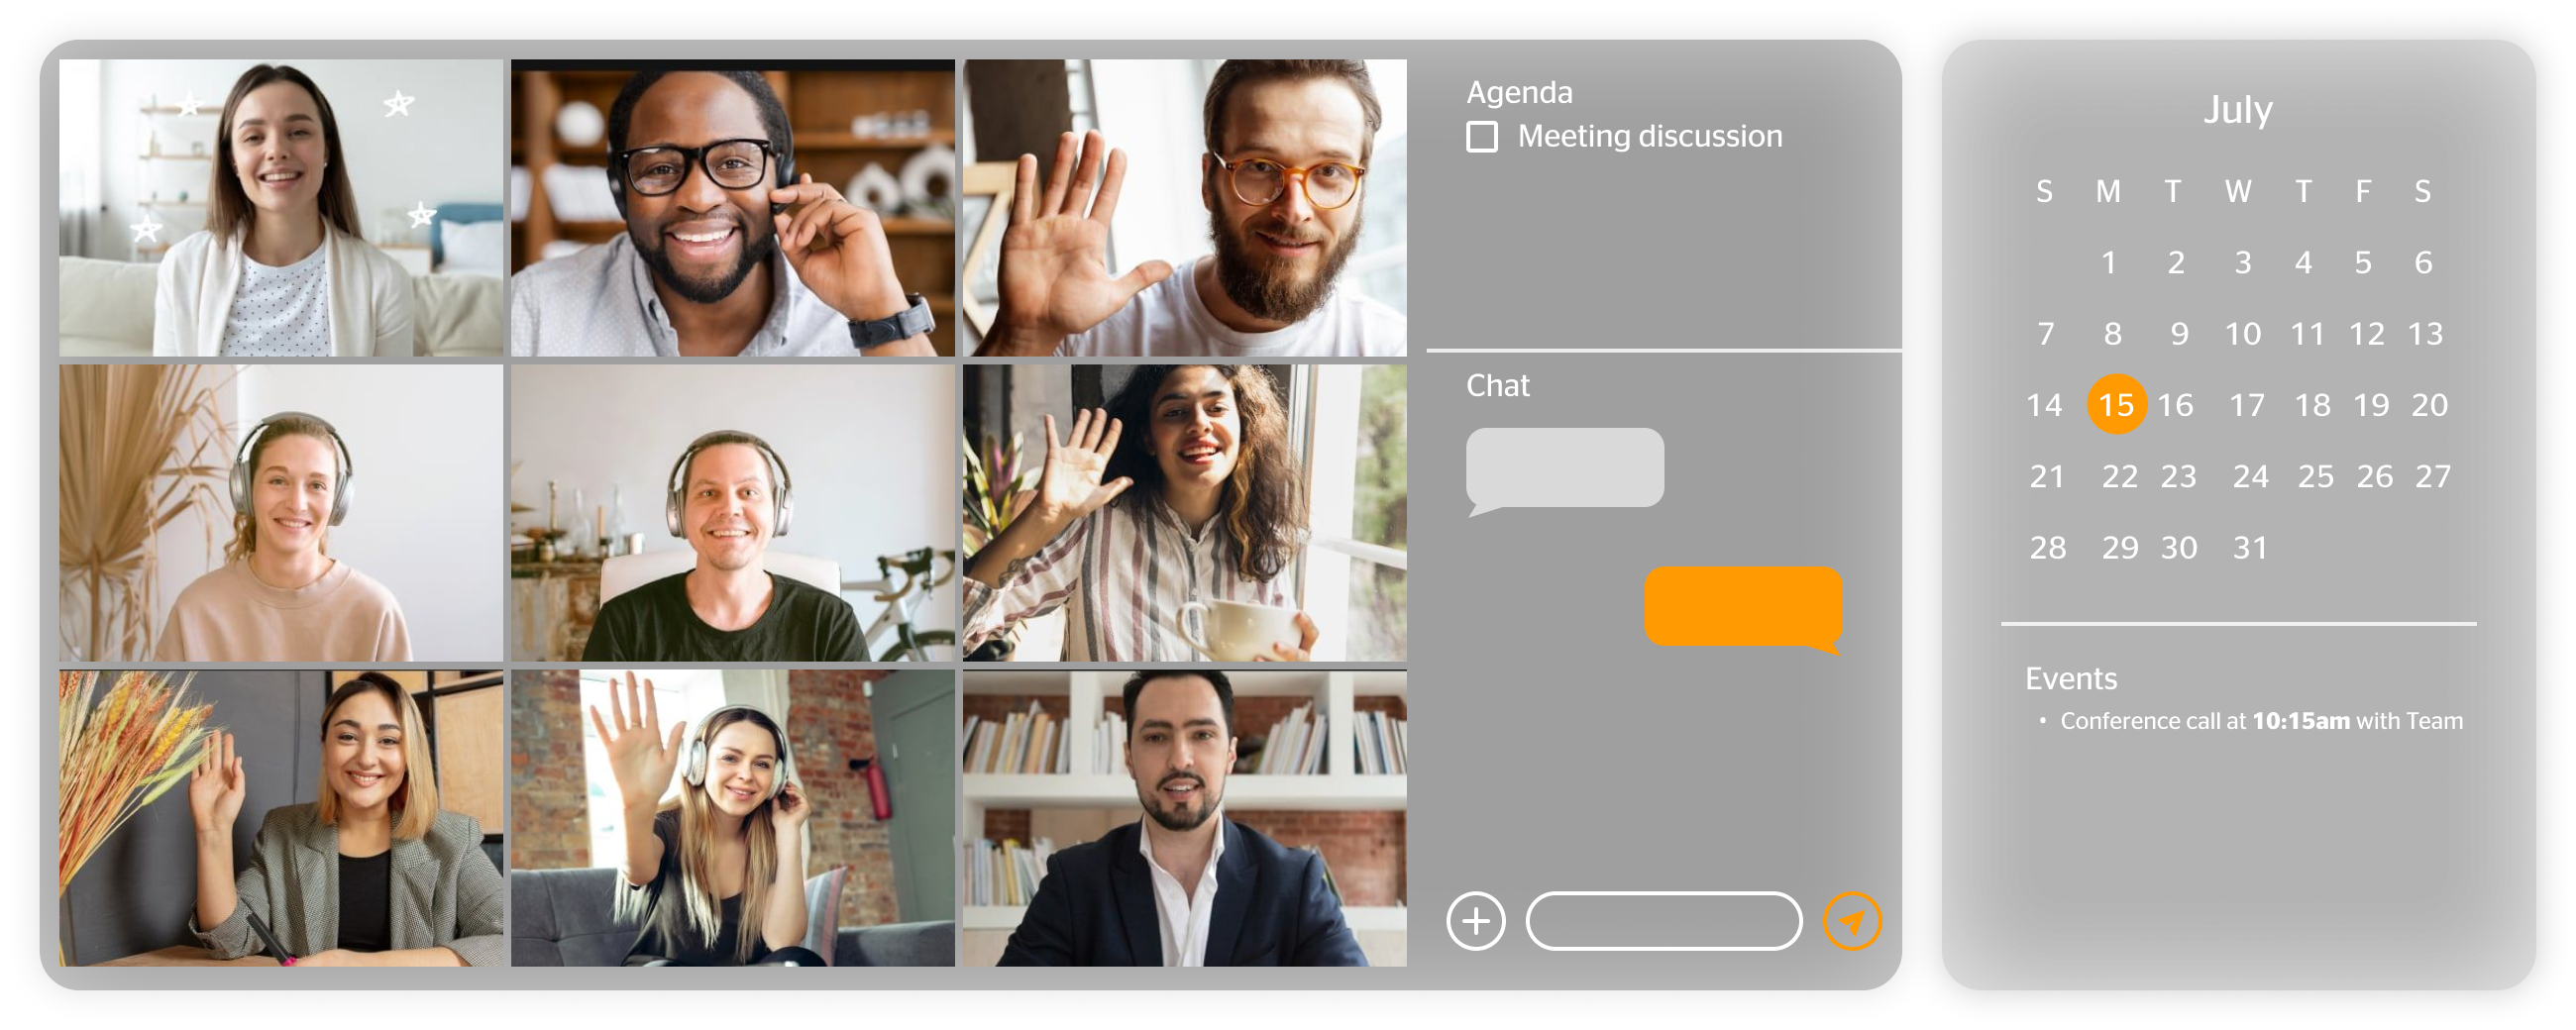 Agenda
Meeting discussion
Chat
July
S M T W T F S
1 2 3 4 5 6
7 8 9 10 11 12 13
14 15 16 17 18 19 20
21 22 23 24 25 26 27
28 29 30 31
Events
• Conference call at 10:15am with Team